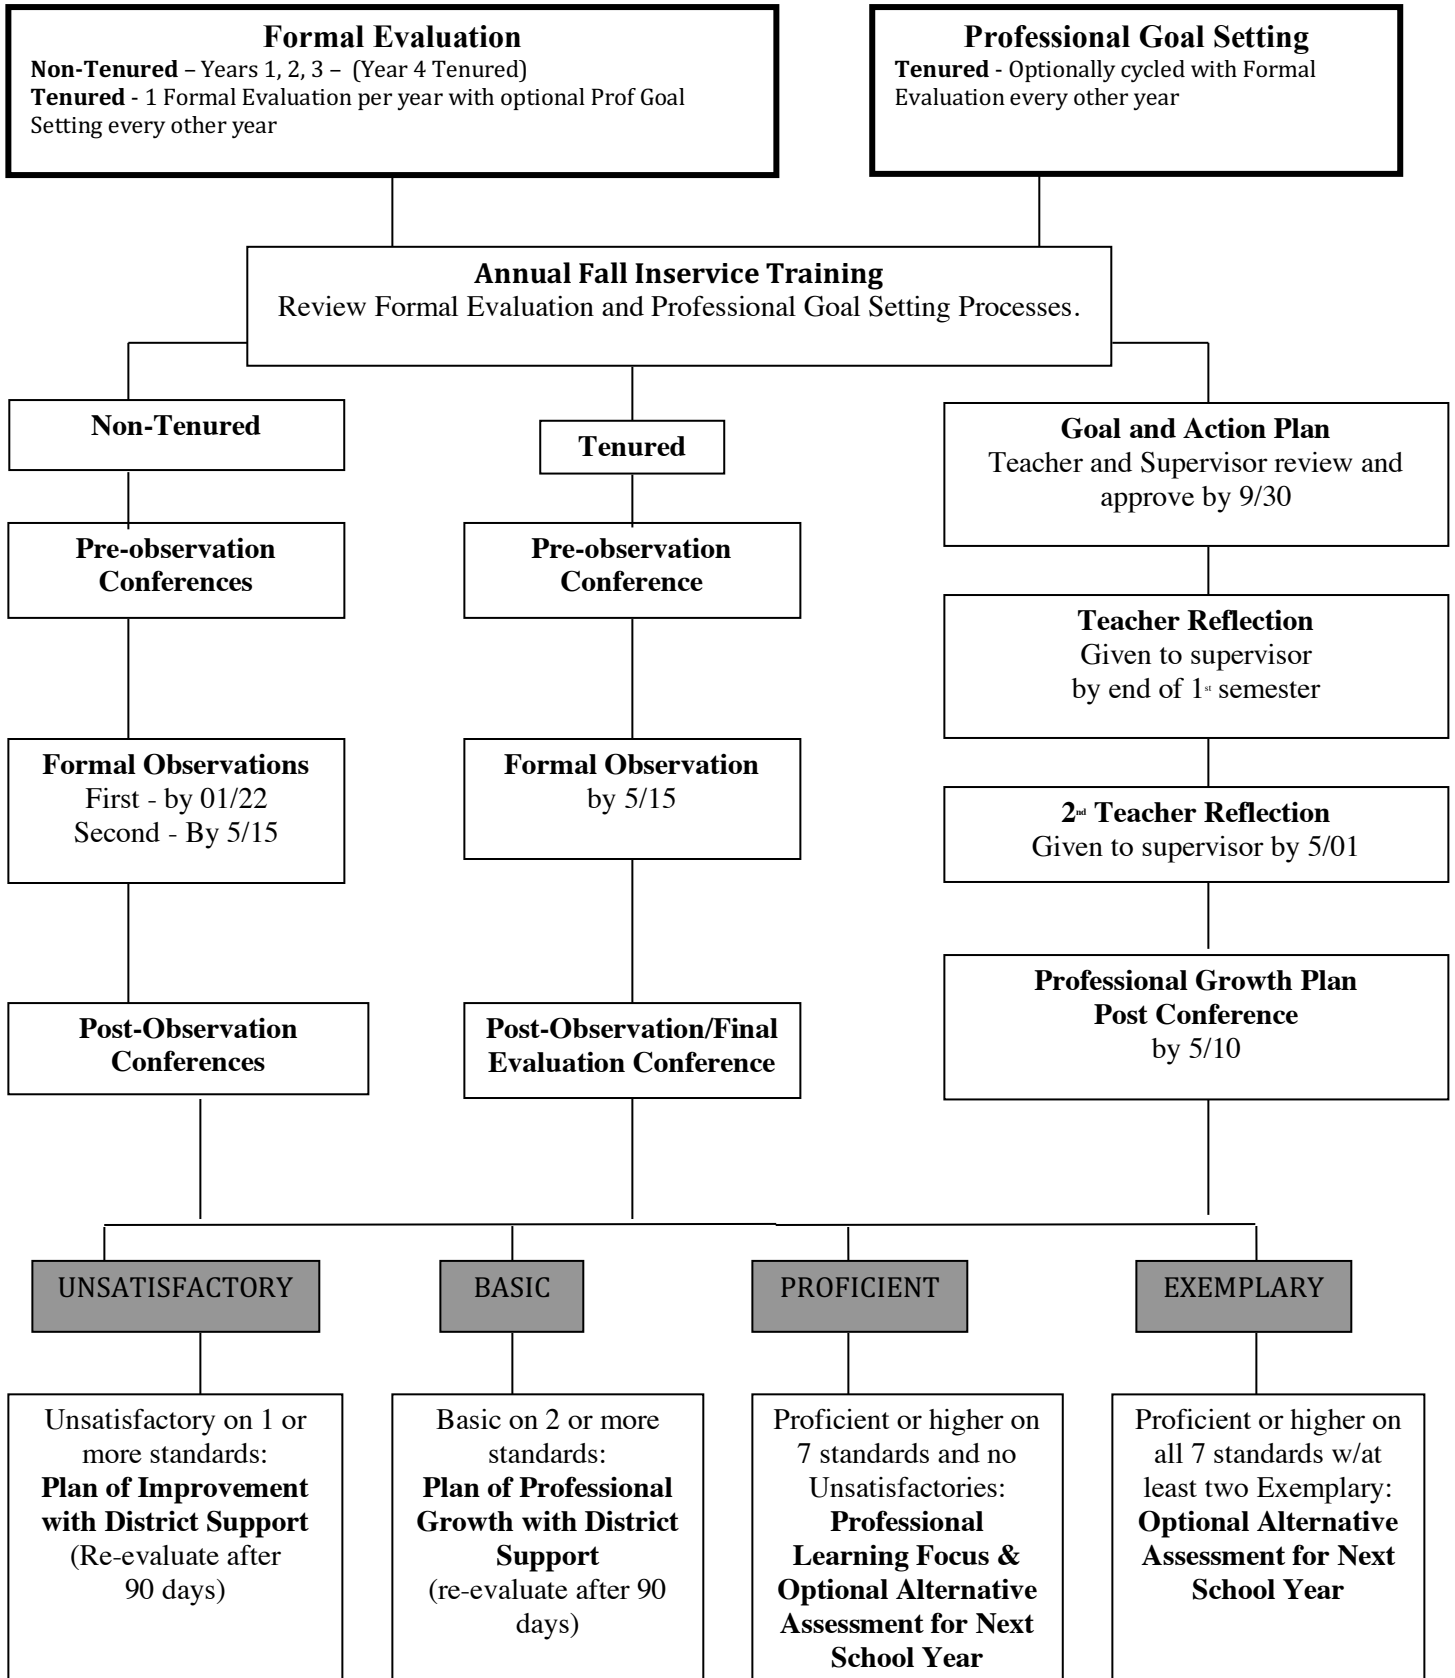 Formal Evaluation
Non-Tenured – Years 1, 2, 3 – (Year 4 Tenured)
Tenured - 1 Formal Evaluation per year with optional Prof Goal
Setting every other year
Professional Goal Setting
Tenured - Optionally cycled with Formal
Evaluation every other year
Annual Fall Inservice Training
Review Formal Evaluation and Professional Goal Setting Processes.
Non-Tenured
Pre-observation
Conferences
Formal Observations
First - by 01/22
Second - By 5/15
Post-Observation
Conferences
Tenured
Pre-observation
Conference
Formal Observation
by 5/15
Post-Observation/Final
Evaluation Conference
Goal and Action Plan
Teacher and Supervisor review and
approve by 9/30
Teacher Reflection
Given to supervisor
by end of 1st semester
2nd Teacher Reflection
Given to supervisor by 5/01
Professional Growth Plan
Post Conference
by 5/10
UNSATISFACTORY
Unsatisfactory on 1 or
more standards:
Plan of Improvement
with District Support
(Re-evaluate after
90 days)
BASIC
Basic on 2 or more
standards:
Plan of Professional
Growth with District
Support
(re-evaluate after 90
days)
PROFICIENT
Proficient or higher on
7 standards and no
Unsatisfactories:
Professional
Learning Focus &
Optional Alternative
Assessment for Next
School Year
EXEMPLARY
Proficient or higher on
all 7 standards w/at
least two Exemplary:
Optional Alternative
Assessment for Next
School Year